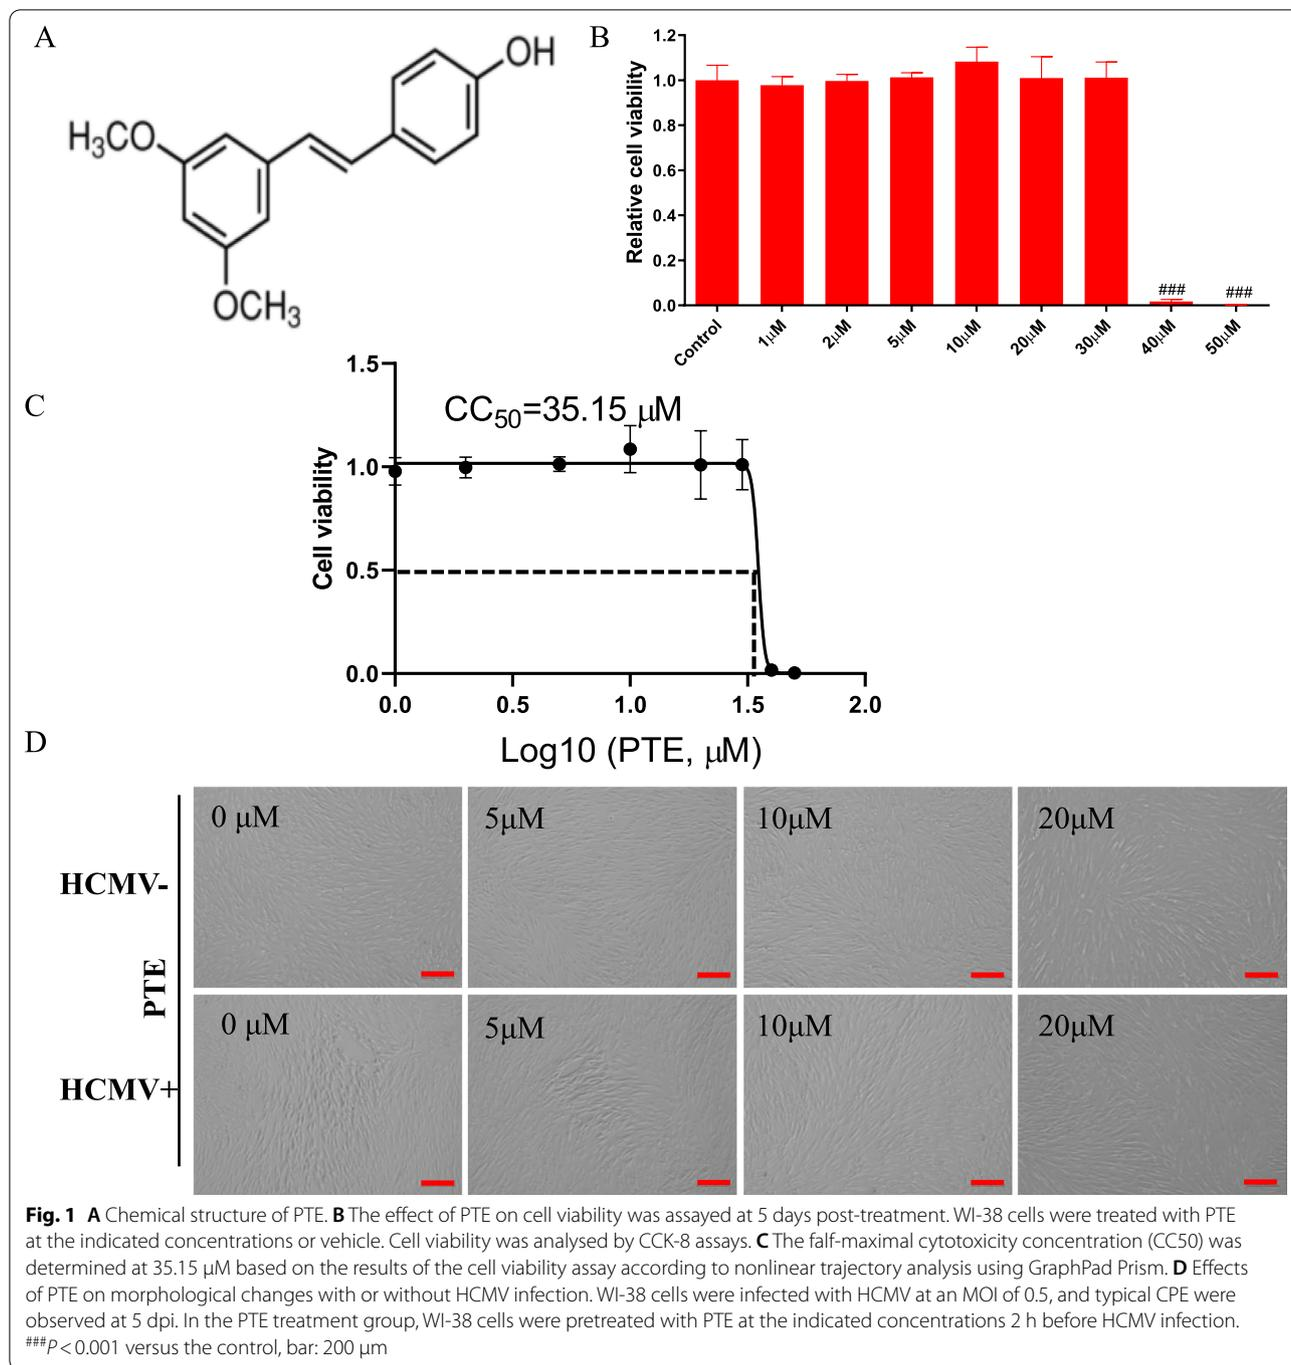 A
OH
H₃CO
OCH₃
B
Relative cell viability
1.2
1.0
0.8
0.6
0.4
0.2
0.0
###
###
Control
1μM
2μM
5μM
10μM
20μM
30μM
40μM
50μM
C
CC₅₀=35.15 μM
Cell viability
1.5
1.0
0.5
0.0
0.0 0.5 1.0 1.5 2.0
Log10 (PTE, μM)
D
PTE
HCMV-
0 μM 5μM 10μM 20μM
HCMV+
0 μM 5μM 10μM 20μM
Fig. 1 A Chemical structure of PTE. B The effect of PTE on cell viability was assayed at 5 days post-treatment. WI-38 cells were treated with PTE
at the indicated concentrations or vehicle. Cell viability was analysed by CCK-8 assays. C The falf-maximal cytotoxicity concentration (CC50) was
determined at 35.15 μM based on the results of the cell viability assay according to nonlinear trajectory analysis using GraphPad Prism. D Effects
of PTE on morphological changes with or without HCMV infection. WI-38 cells were infected with HCMV at an MOI of 0.5, and typical CPE were
observed at 5 dpi. In the PTE treatment group, WI-38 cells were pretreated with PTE at the indicated concentrations 2 h before HCMV infection.
###P < 0.001 versus the control, bar: 200 μm